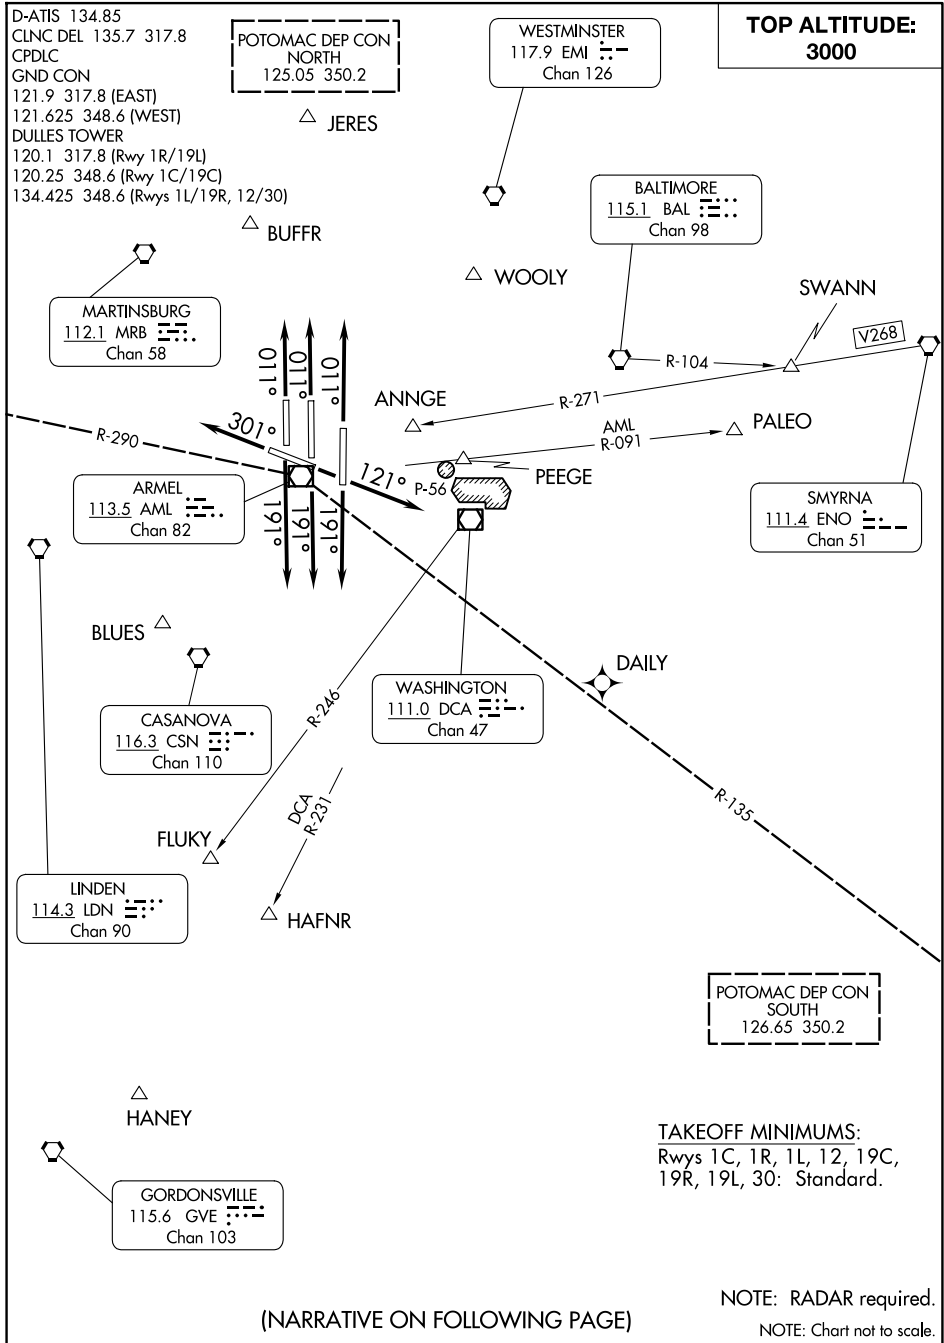 D-ATIS 134.85
CLNC DEL 135.7 317.8
CPDLC
GND CON
121.9 317.8 (EAST)
121.625 348.6 (WEST)
DULLES TOWER
120.1 317.8 (Rwy 1R/19L)
120.25 348.6 (Rwy 1C/19C)
134.425 348.6 (Rwys 1L/19R, 12/30)
POTOMAC DEP CON
NORTH
125.05 350.2
WESTMINSTER
117.9 EMI
Chan 126
TOP ALTITUDE:
3000
JERES
BUFFR
WOOLY
BALTIMORE
115.1 BAL
Chan 98
MARTINSBURG
112.1 MRB
Chan 58
SWANN
V268
R-104
R-271
011°
011°
011°
301°
121°
191°
191°
191°
ANNGE
AML
R-091
PALEO
PEEGE
P-56
R-290
ARMEL
113.5 AML
Chan 82
SMYRNA
111.4 ENO
Chan 51
BLUES
CASANOVA
116.3 CSN
Chan 110
WASHINGTON
111.0 DCA
Chan 47
DAILY
R-246
DCA
R-231
R-135
FLUKY
HAFNR
LINDEN
114.3 LDN
Chan 90
POTOMAC DEP CON
SOUTH
126.65 350.2
HANEY
GORDONSVILLE
115.6 GVE
Chan 103
TAKEOFF MINIMUMS:
Rwys 1C, 1R, 1L, 12, 19C,
19R, 19L, 30: Standard.
(NARRATIVE ON FOLLOWING PAGE)
NOTE: RADAR required.
NOTE: Chart not to scale.